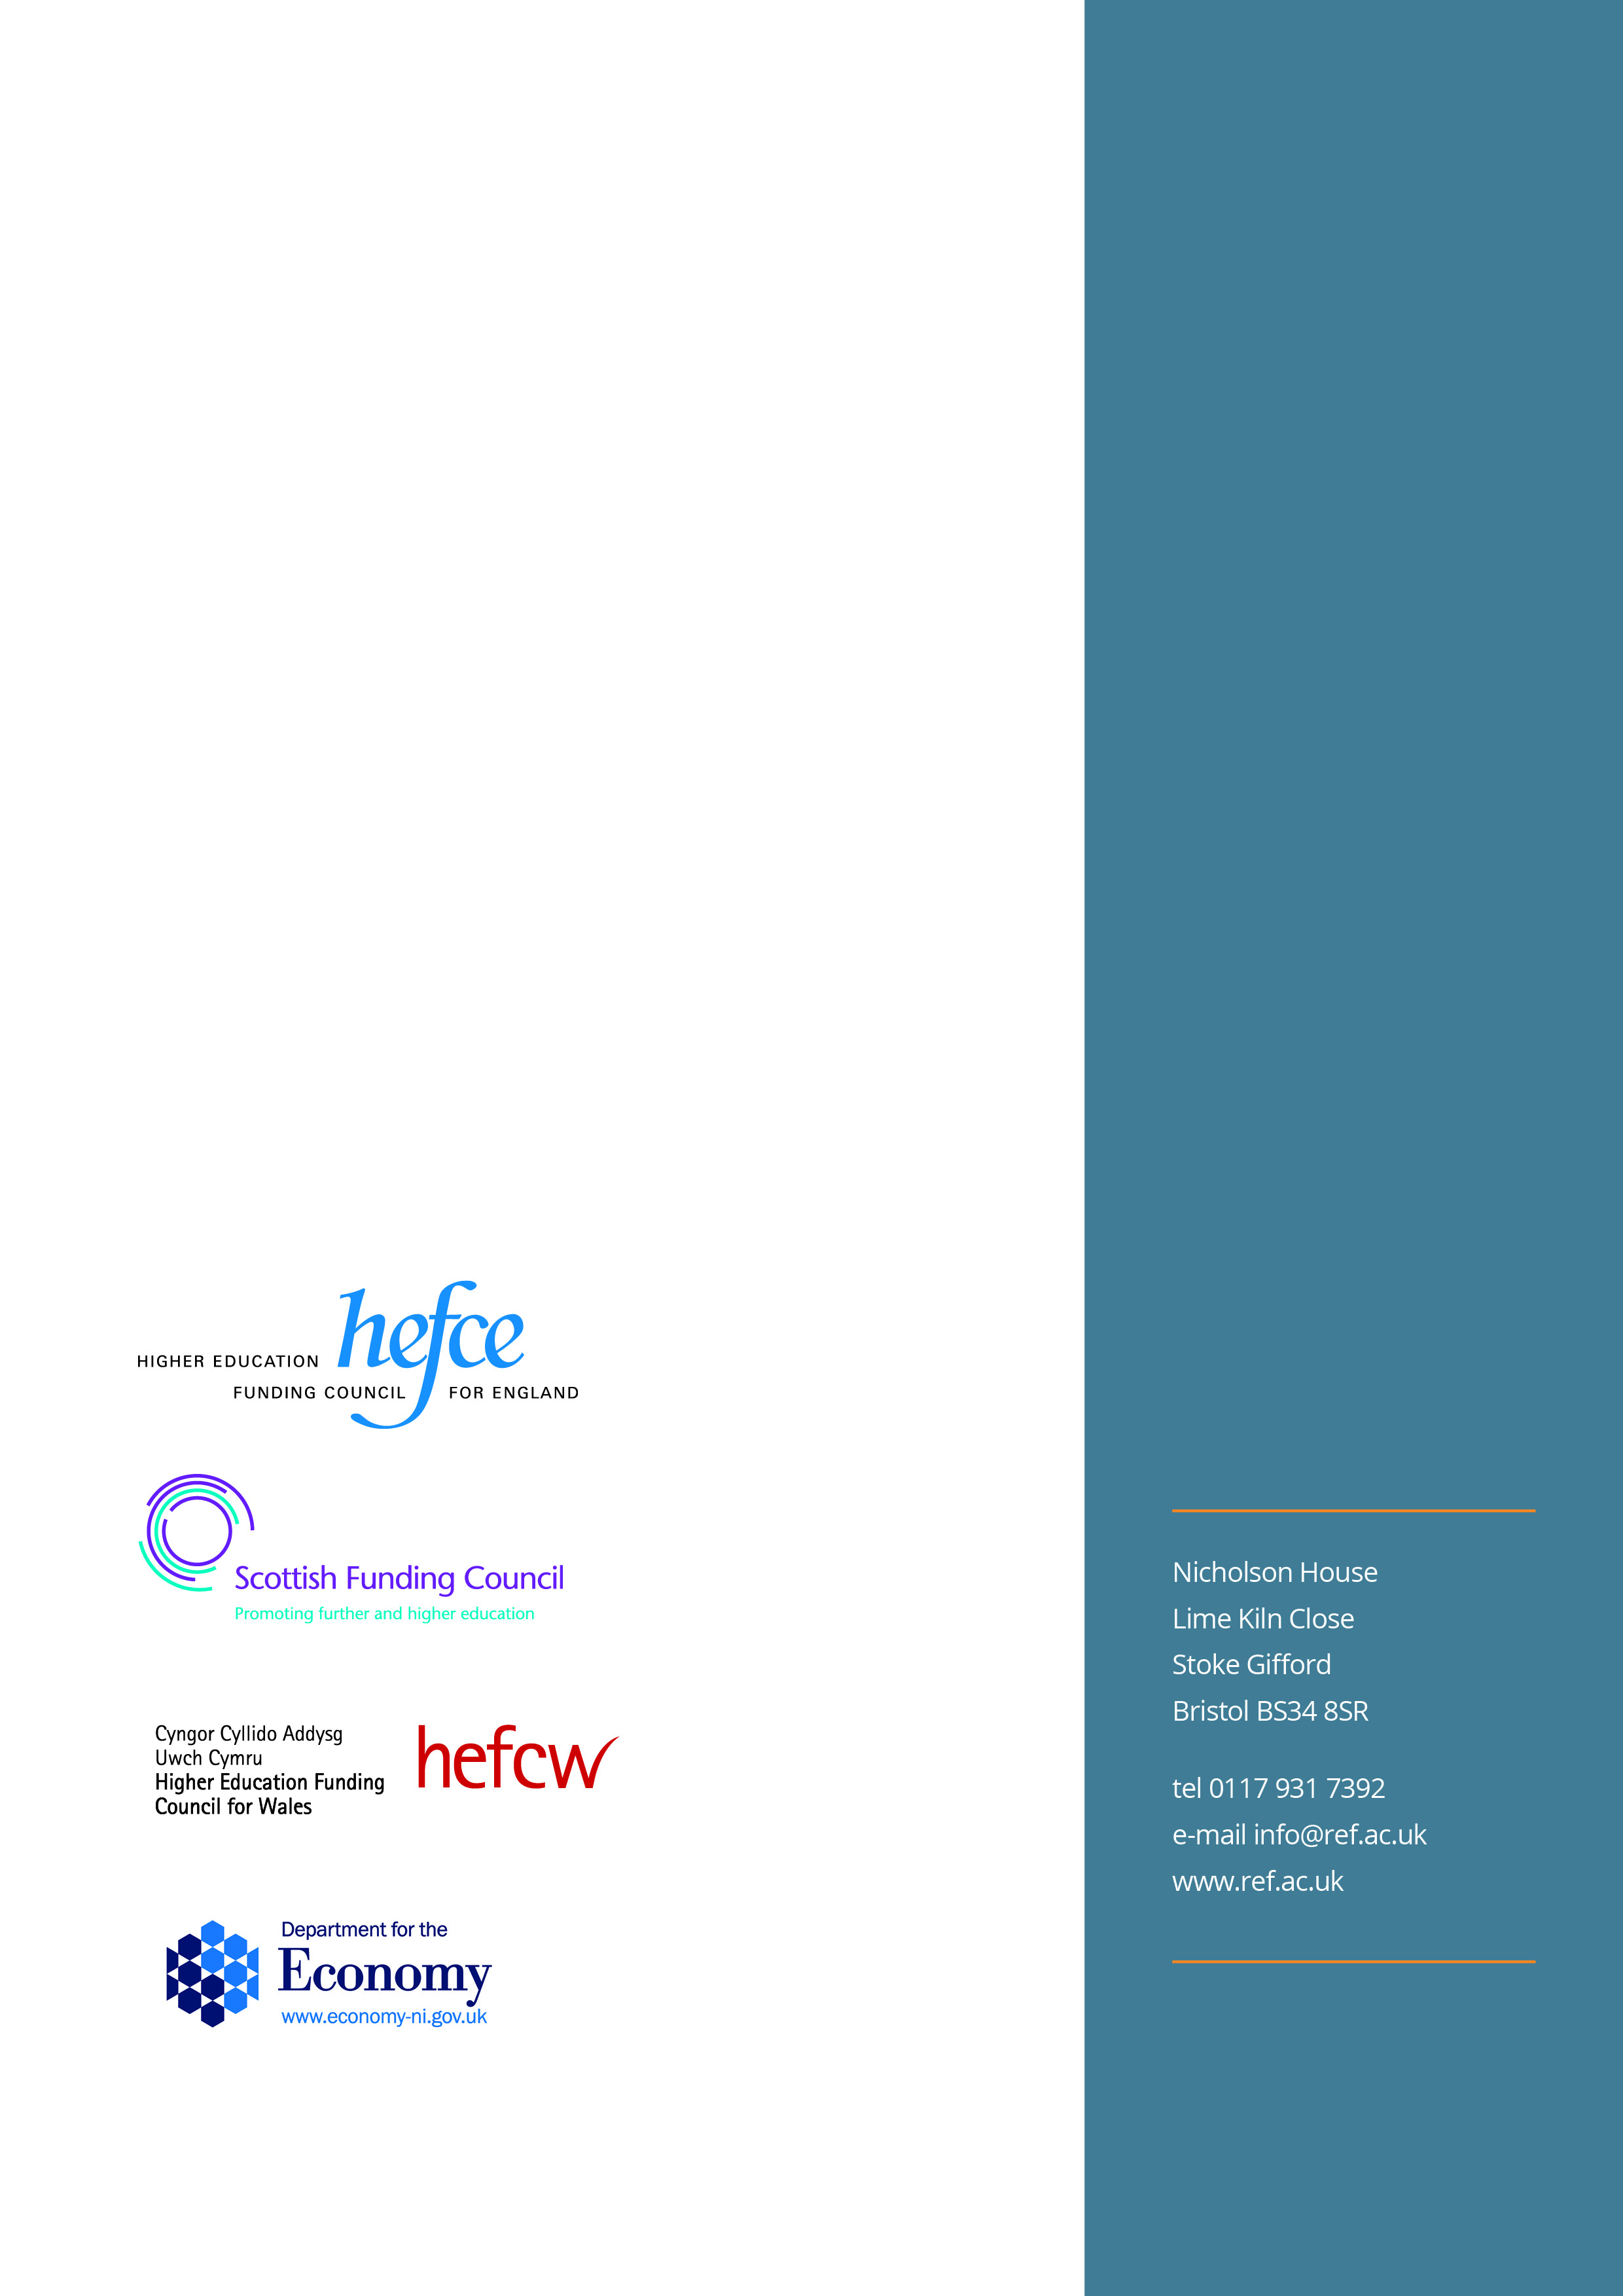 hefce
HIGHER EDUCATION
FUNDING COUNCIL FOR ENGLAND
Scottish Funding Council
Promoting further and higher education
Cyngor Cyllido Addysg
Uwch Cymru
Higher Education Funding
Council for Wales
hefcw
Department for the
Economy
www.economy-ni.gov.uk
Nicholson House
Lime Kiln Close
Stoke Gifford
Bristol BS34 8SR
tel 0117 931 7392
e-mail info@ref.ac.uk
www.ref.ac.uk